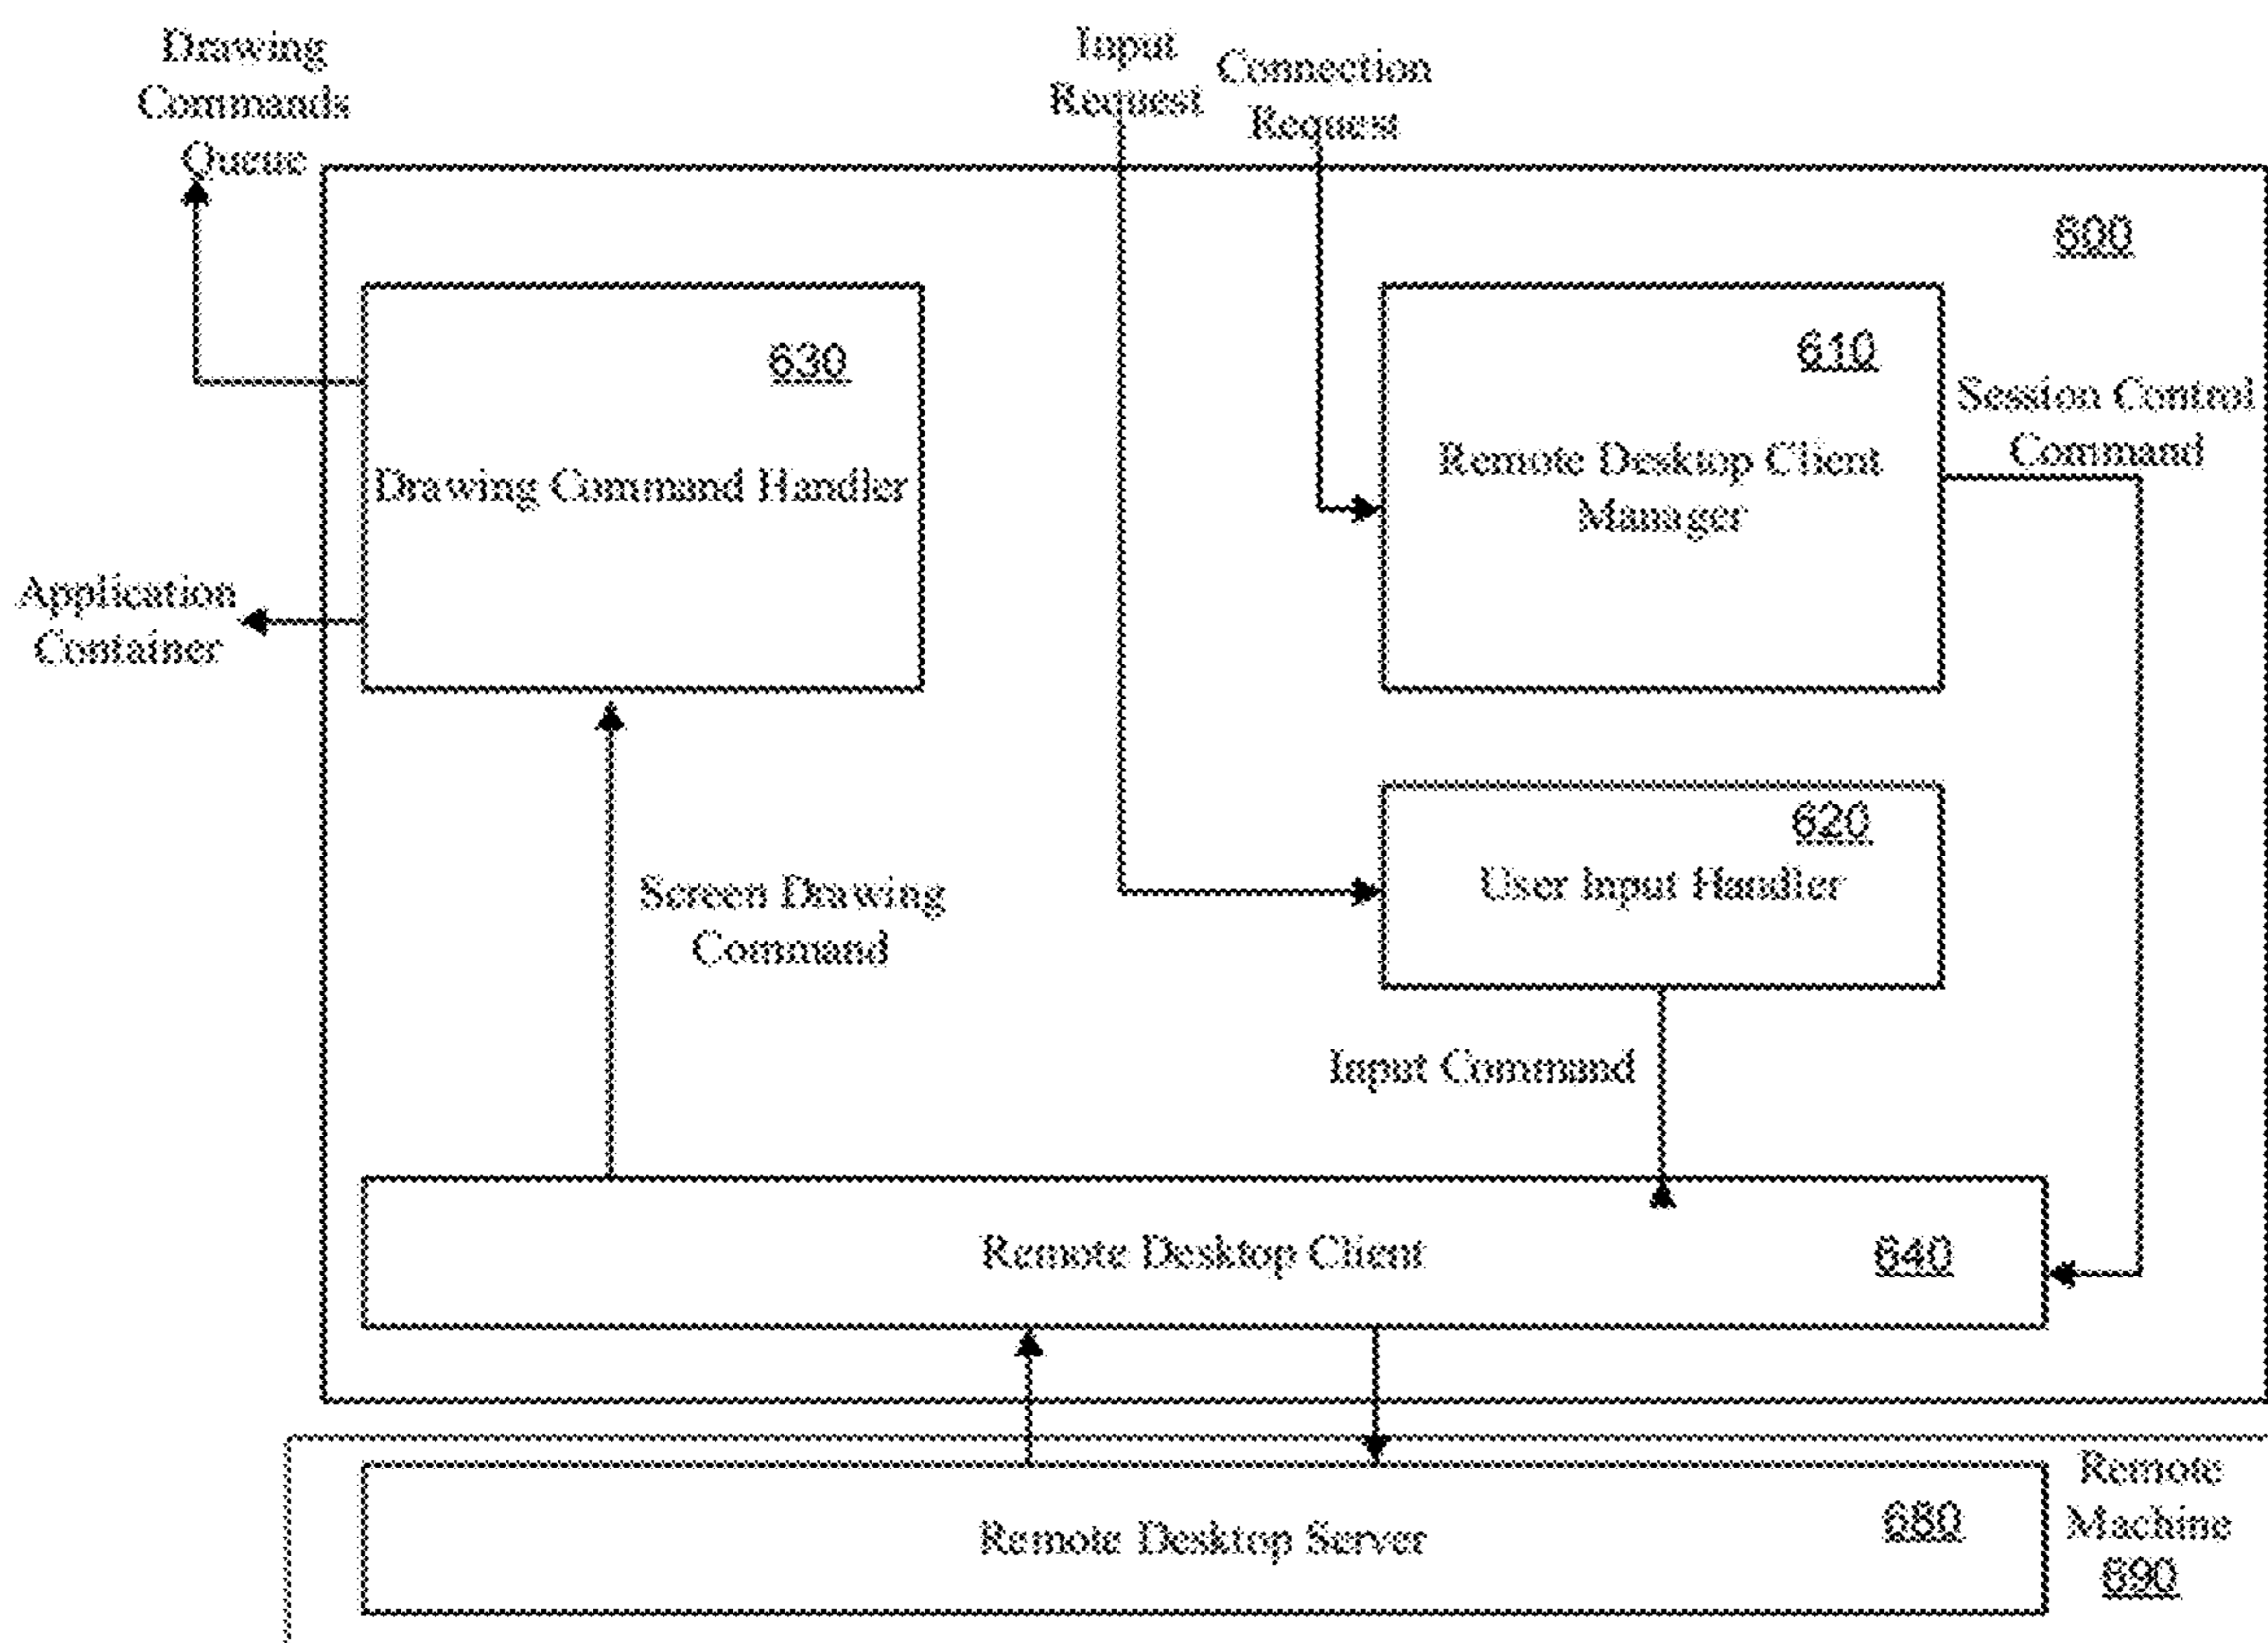 Drawing
Commands
Queue
Input
Request
Connection
Request
600
630
Drawing Command Handler
610
Remote Desktop Client
Manager
Session Control
Command
Application
Container
620
User Input Handler
Screen Drawing
Command
Input Command
Remote Desktop Client
640
Remote Desktop Server
680
Remote
Machine
690